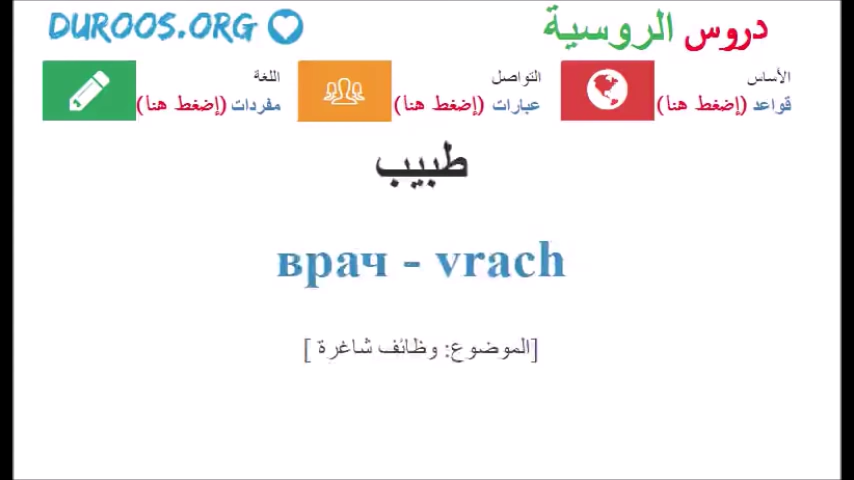 DUROOS.ORG
دروس الروسية
الأساس
قواعد (إضغط هنا)
التواصل
عبارات (إضغط هنا)
اللغة
مفردات (إضغط هنا)
طبيب
врач - vrach
[الموضوع: وظائف شاغرة ]